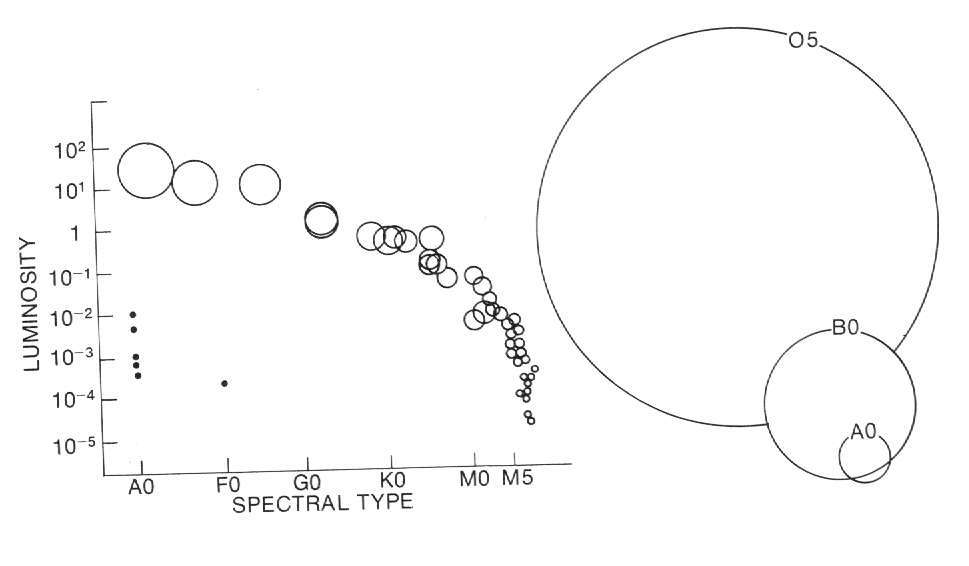 O5
B0
A0
10²
10¹
1
10⁻¹
10⁻²
10⁻³
10⁻⁴
10⁻⁵
LUMINOSITY
A0 F0 G0 K0 M0 M5
SPECTRAL TYPE